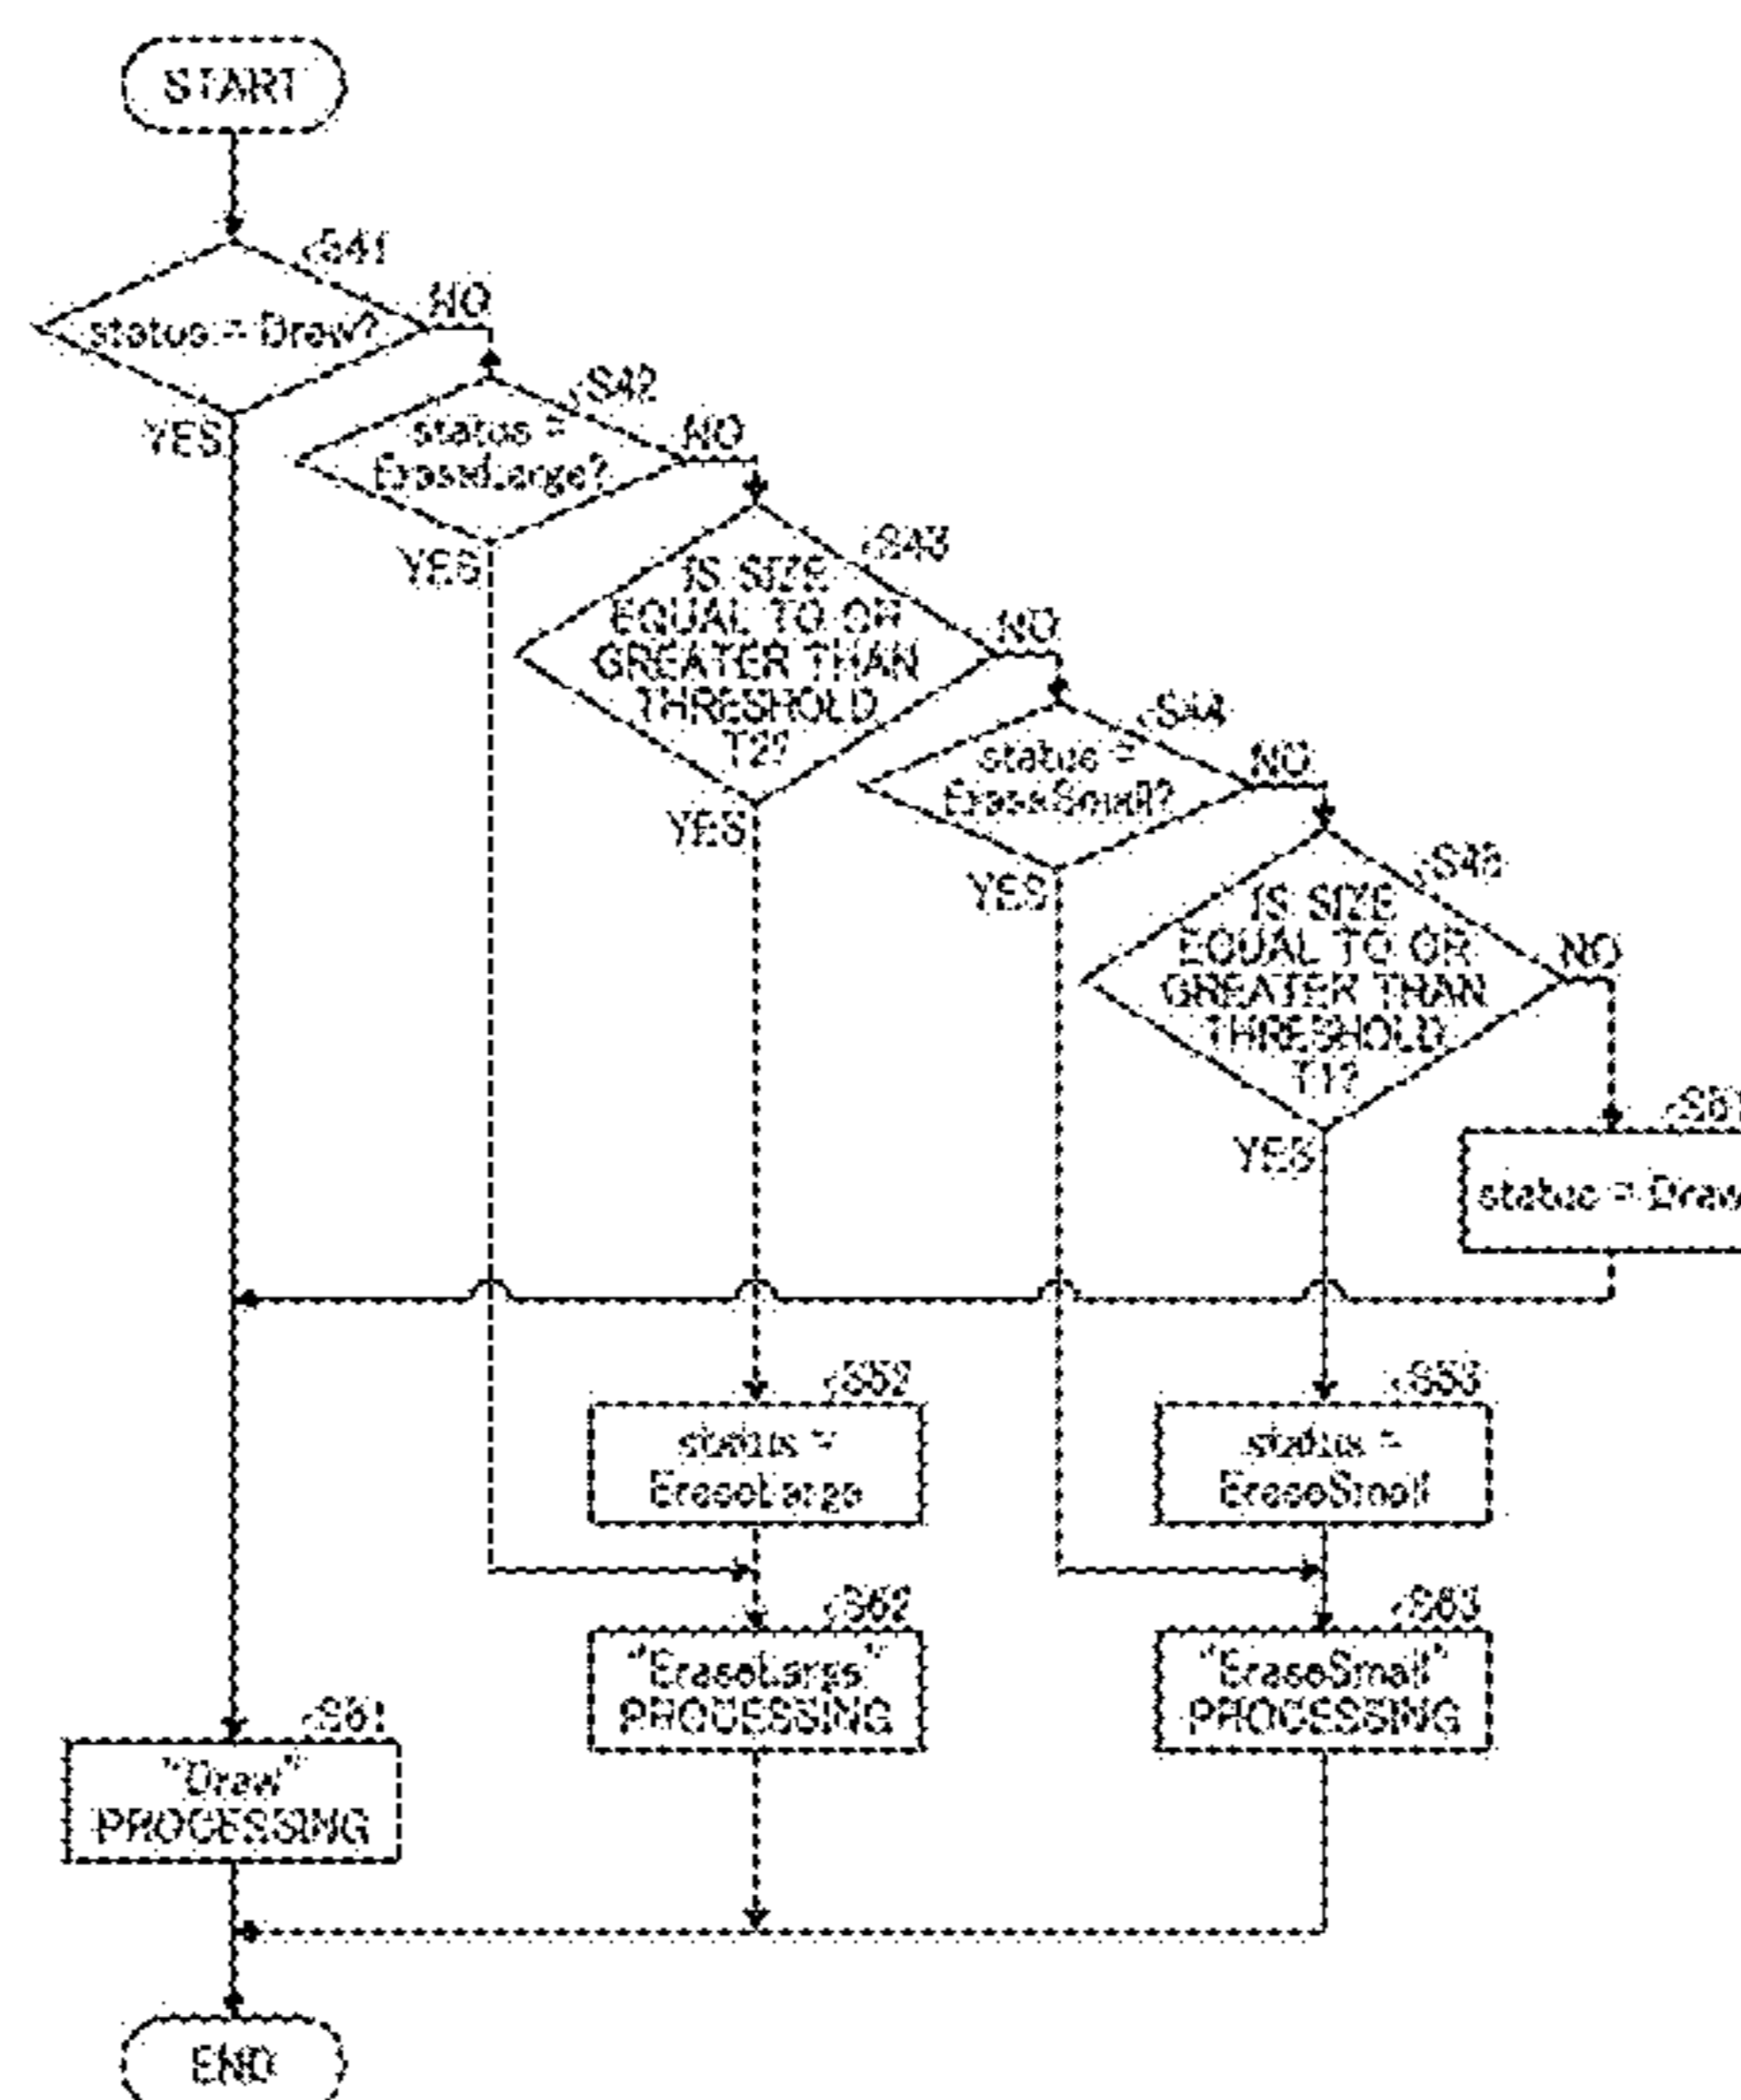 START
S41
status = Draw?
NO
YES
S42
status =
EraseLarge?
NO
YES
S43
IS SIZE
EQUAL TO OR
GREATER THAN
THRESHOLD
T2?
NO
YES
S44
status =
EraseSmall?
NO
YES
S45
IS SIZE
EQUAL TO OR
GREATER THAN
THRESHOLD
T1?
NO
YES
S51
status = Draw
S52
status =
EraseLarge
S53
status =
EraseSmall
S62
"EraseLarge"
PROCESSING
S63
"EraseSmall"
PROCESSING
S61
"Draw"
PROCESSING
END